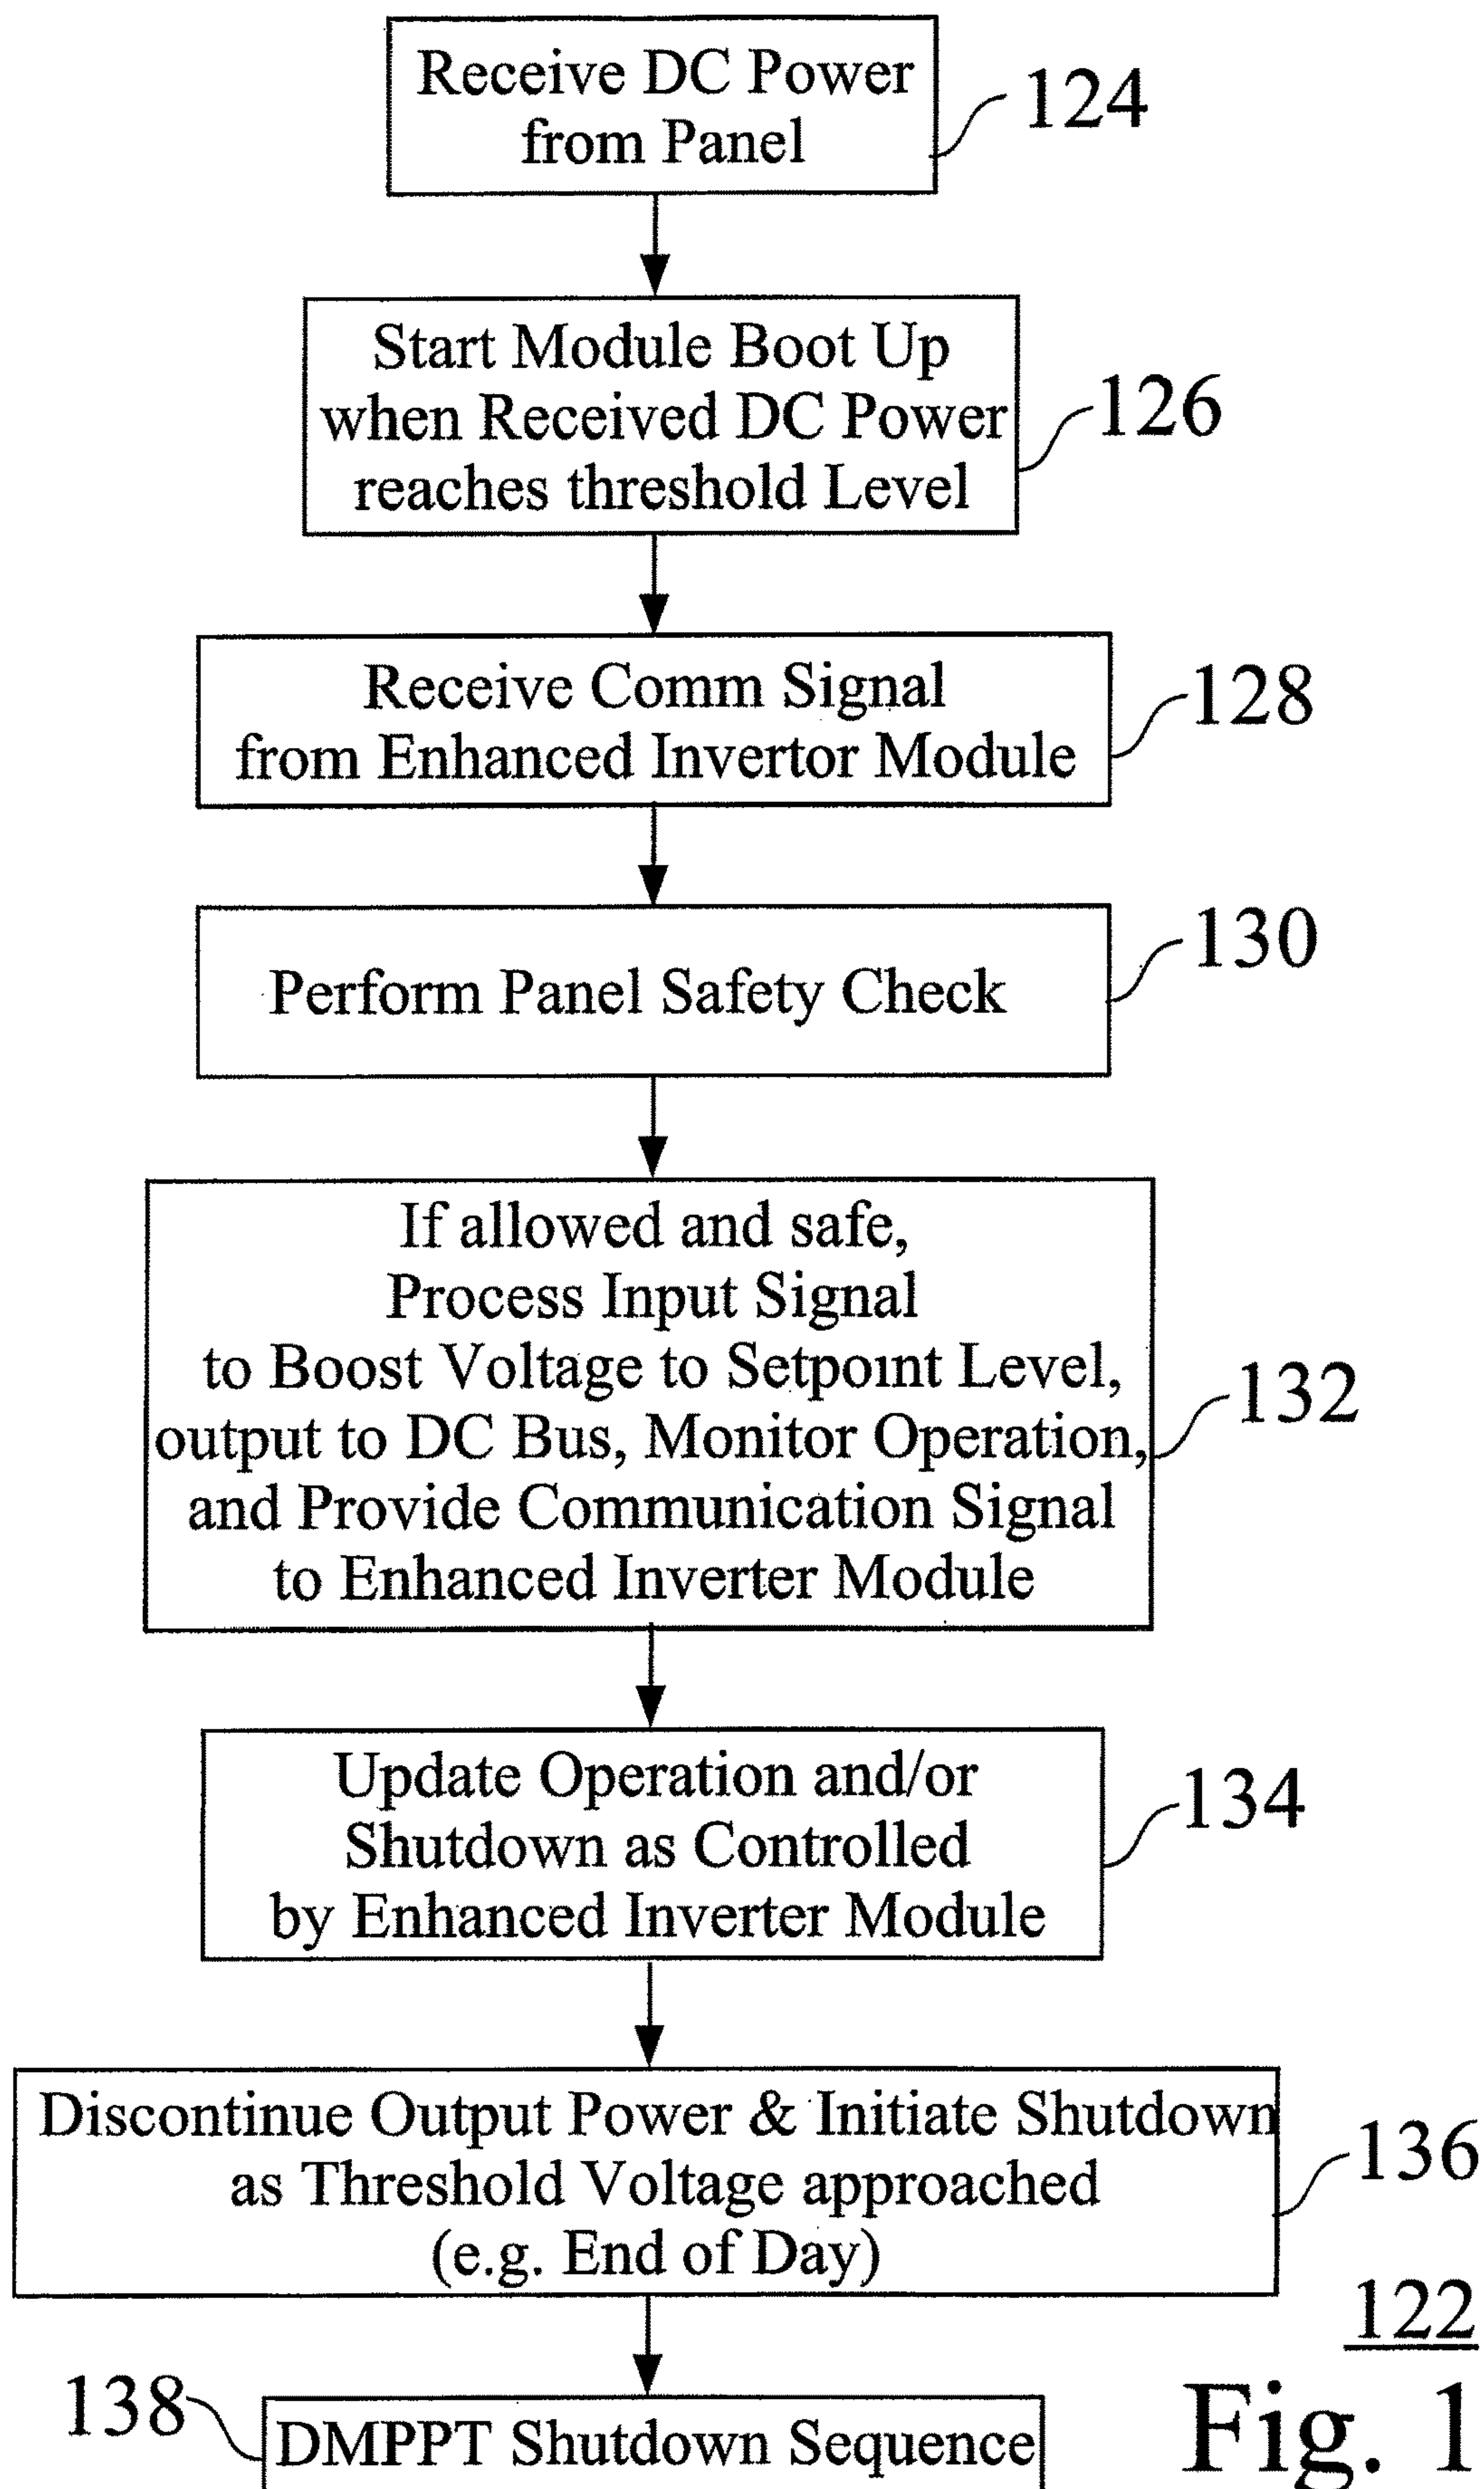 Receive DC Power
from Panel
124
Start Module Boot Up
when Received DC Power
reaches threshold Level
126
Receive Comm Signal
from Enhanced Invertor Module
128
Perform Panel Safety Check
130
If allowed and safe,
Process Input Signal
to Boost Voltage to Setpoint Level,
output to DC Bus, Monitor Operation,
and Provide Communication Signal
to Enhanced Inverter Module
132
Update Operation and/or
Shutdown as Controlled
by Enhanced Inverter Module
134
Discontinue Output Power & Initiate Shutdown
as Threshold Voltage approached
(e.g. End of Day)
136
122
138
DMPPT Shutdown Sequence
Fig. 1